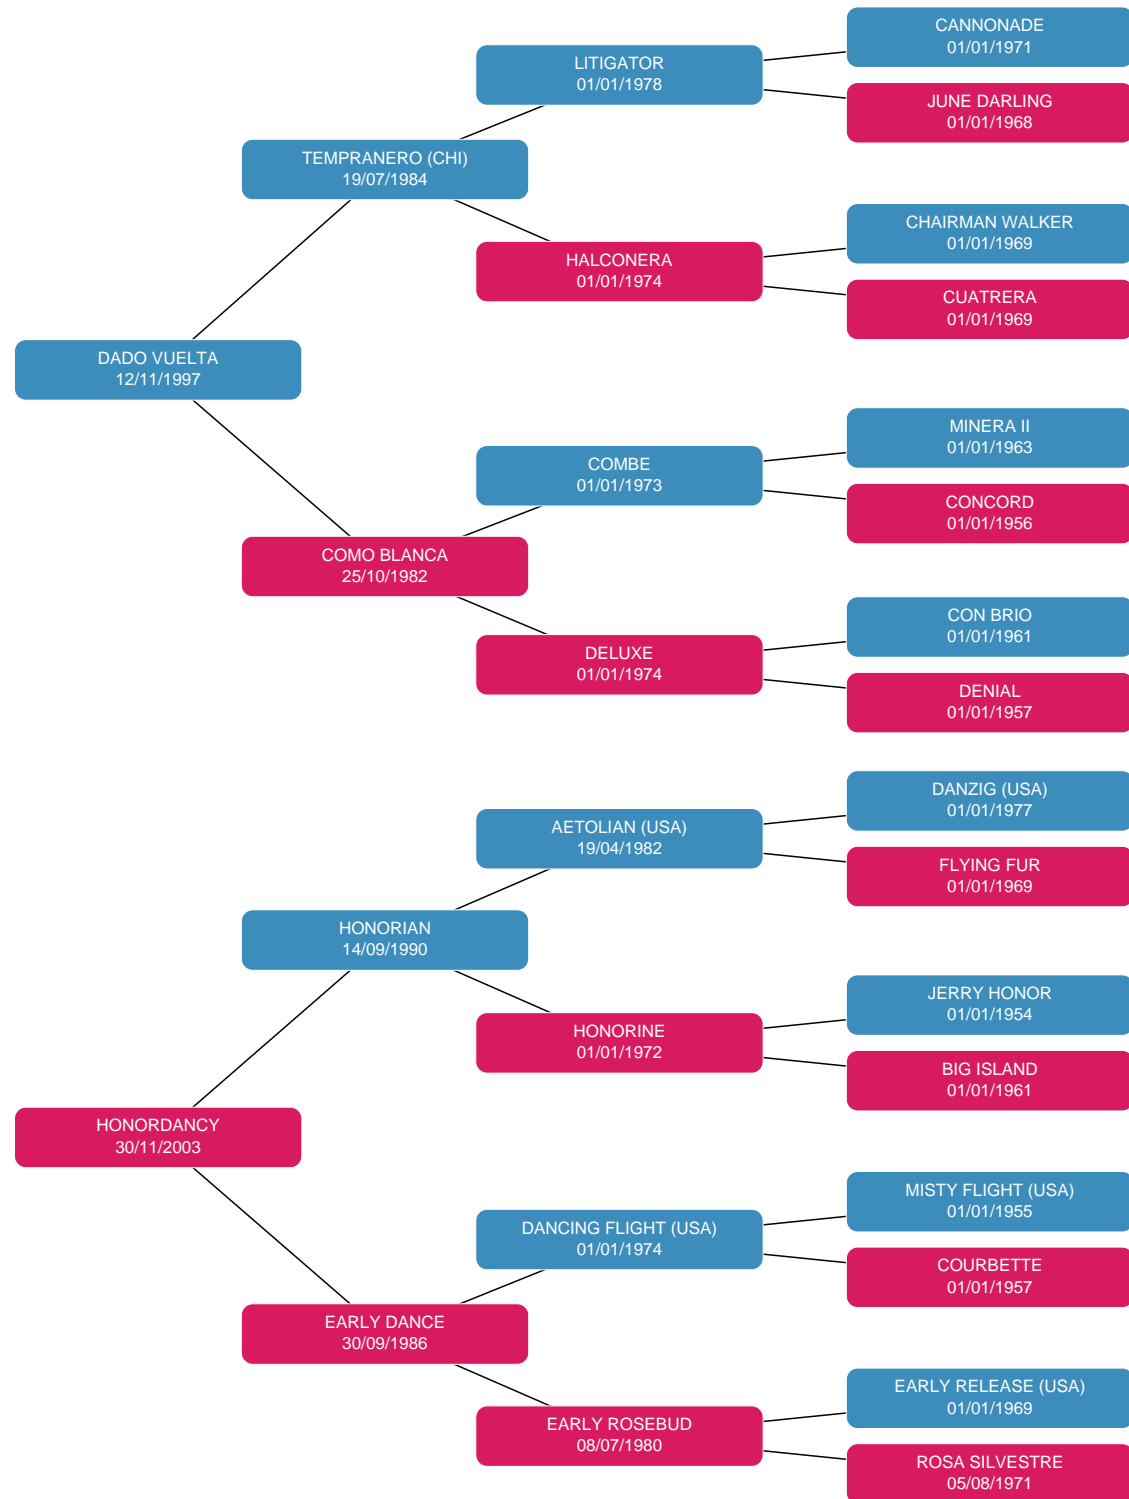 CANNONADE
01/01/1971
LITIGATOR
01/01/1978
JUNE DARLING
01/01/1968
TEMPRANERO (CHI)
19/07/1984
CHAIRMAN WALKER
01/01/1969
HALCONERA
01/01/1974
CUATRERA
01/01/1969
DADO VUELTA
12/11/1997
MINERA II
01/01/1963
COMBE
01/01/1973
CONCORD
01/01/1956
COMO BLANCA
25/10/1982
CON BRIO
01/01/1961
DELUXE
01/01/1974
DENIAL
01/01/1957
DANZIG (USA)
01/01/1977
AETOLIAN (USA)
19/04/1982
FLYING FUR
01/01/1969
HONORIAN
14/09/1990
JERRY HONOR
01/01/1954
HONORINE
01/01/1972
BIG ISLAND
01/01/1961
HONORDANCY
30/11/2003
MISTY FLIGHT (USA)
01/01/1955
DANCING FLIGHT (USA)
01/01/1974
COURBETTE
01/01/1957
EARLY DANCE
30/09/1986
EARLY RELEASE (USA)
01/01/1969
EARLY ROSEBUD
08/07/1980
ROSA SILVESTRE
05/08/1971